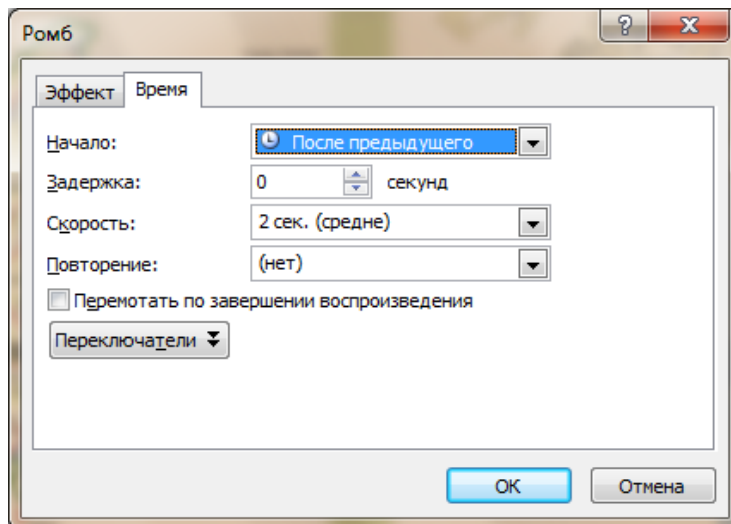 Ромб
Эффект Время
Начало: После предыдущего
Задержка: 0 секунд
Скорость: 2 сек. (средне)
Повторение: (нет)
Перемотать по завершении воспроизведения
Переключатели
ОК Отмена